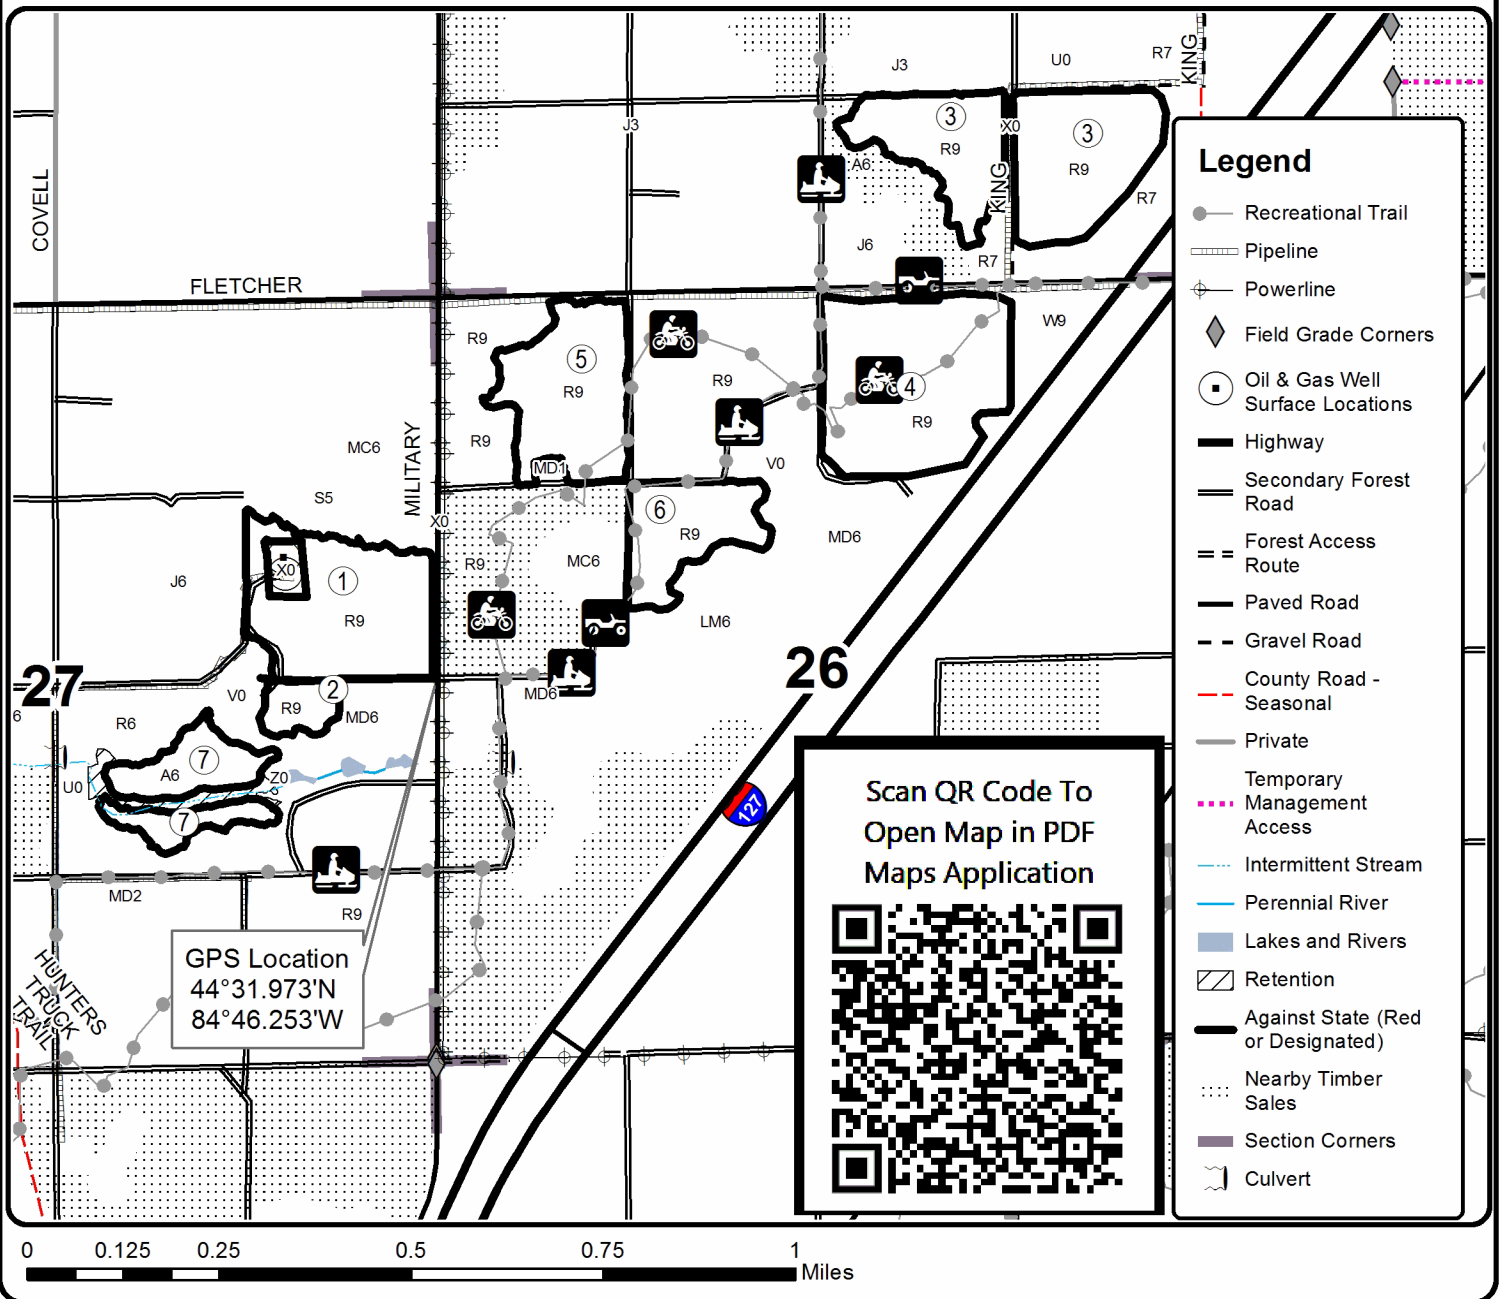 J3
U0
R7
KING
J3
X0
3
R9
3
R9
A6
KING
R7
COVELL
J6
R7
FLETCHER
W9
R9
5
R9
R9
4
R9
MC6
MILITARY
R9
MD1
V0
S5
X0
6
R9
MD6
J6
X0
1
R9
R9
MC6
LM6
27
26
V0
2
R9
MD6
MD6
6
R6
7
A6
Z0
U0
7
127
MD2
R9
HUNTERS
TRUCK
TRAIL
GPS Location
44°31.973'N
84°46.253'W
Scan QR Code To
Open Map in PDF
Maps Application
Legend
Recreational Trail
Pipeline
Powerline
Field Grade Corners
Oil & Gas Well
Surface Locations
Highway
Secondary Forest
Road
Forest Access
Route
Paved Road
Gravel Road
County Road -
Seasonal
Private
Temporary
Management
Access
Intermittent Stream
Perennial River
Lakes and Rivers
Retention
Against State (Red
or Designated)
Nearby Timber
Sales
Section Corners
Culvert
0 0.125 0.25 0.5 0.75 1
Miles